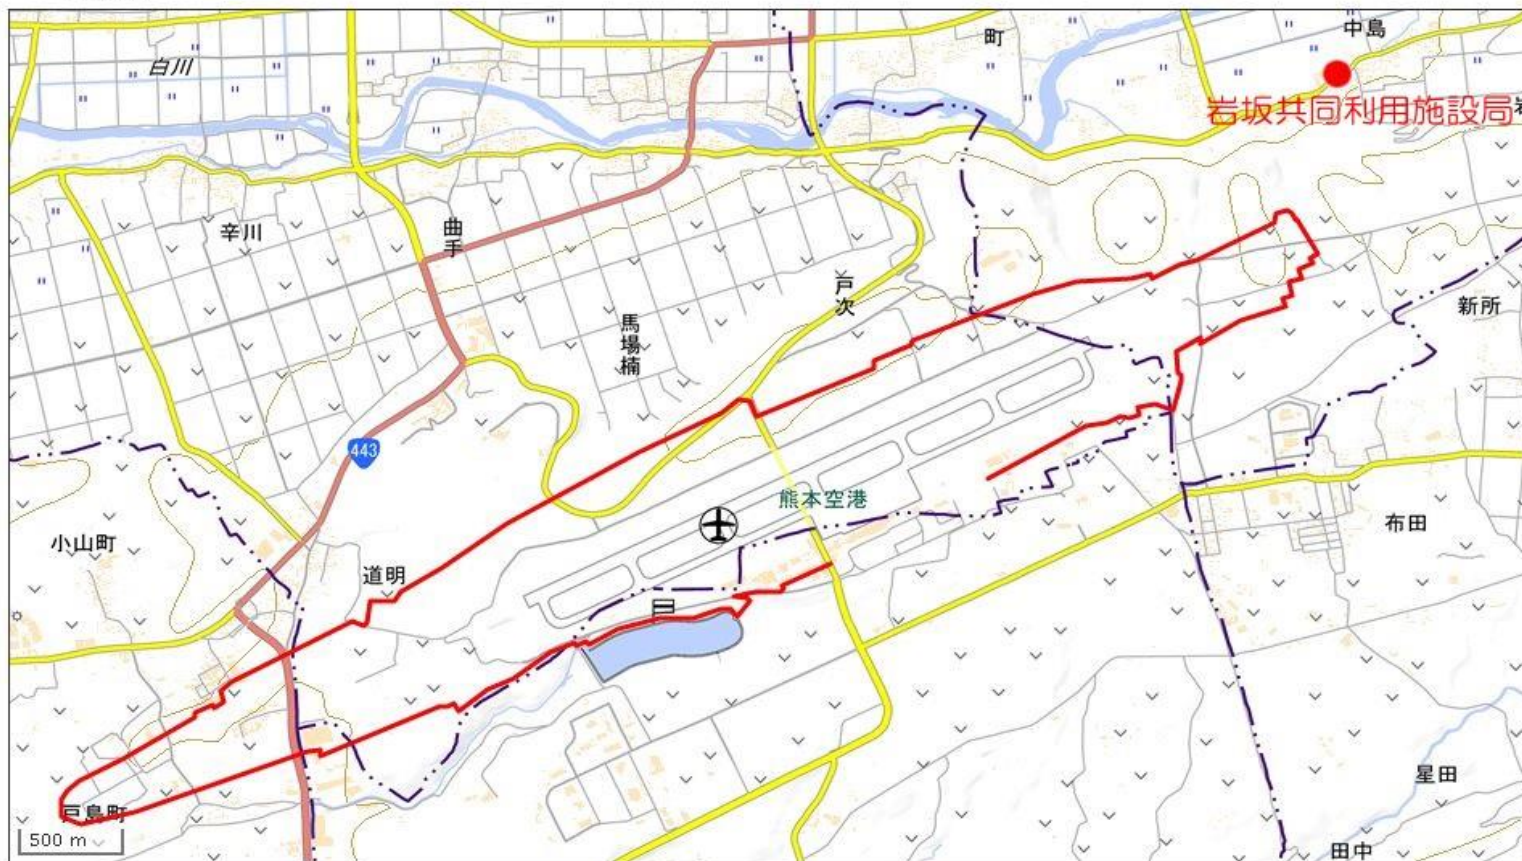 中島
町
白川
岩坂共同利用施設局
辛川
曲手
戸次
新所
馬場楠
443
熊本空港
布田
小山町
道明
戸島町
星田
500 m
田中